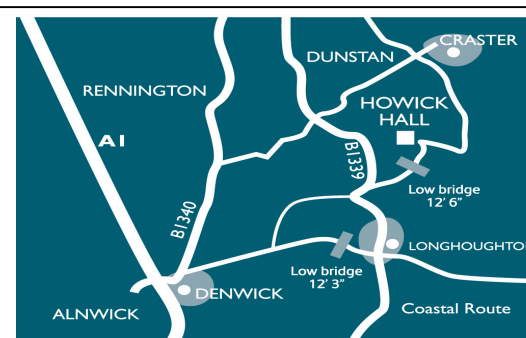 CRASTER
DUNSTAN
RENNINGTON
HOWICK
HALL
A1
B1339
Low bridge
12' 6"
B1340
LONGHOUGHTO
Low bridge
12' 3"
DENWICK
ALNWICK
Coastal Route